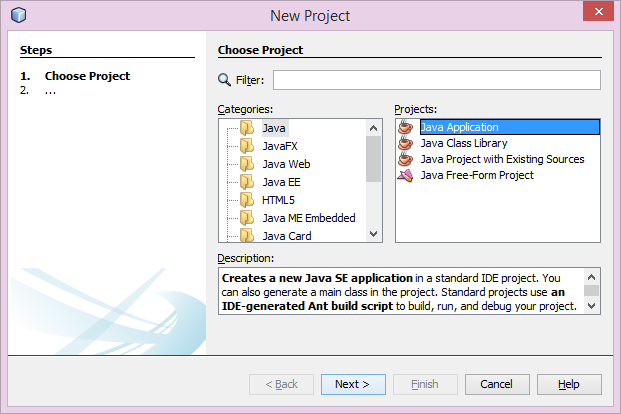 New Project
Steps
1. Choose Project
2. ...
Choose Project
Filter:
Categories:
Java
JavaFX
Java Web
Java EE
HTML5
Java ME Embedded
Java Card
Projects:
Java Application
Java Class Library
Java Project with Existing Sources
Java Free-Form Project
Description:
Creates a new Java SE application in a standard IDE project. You
can also generate a main class in the project. Standard projects use an
IDE-generated Ant build script to build, run, and debug your project.
< Back
Next >
Finish
Cancel
Help